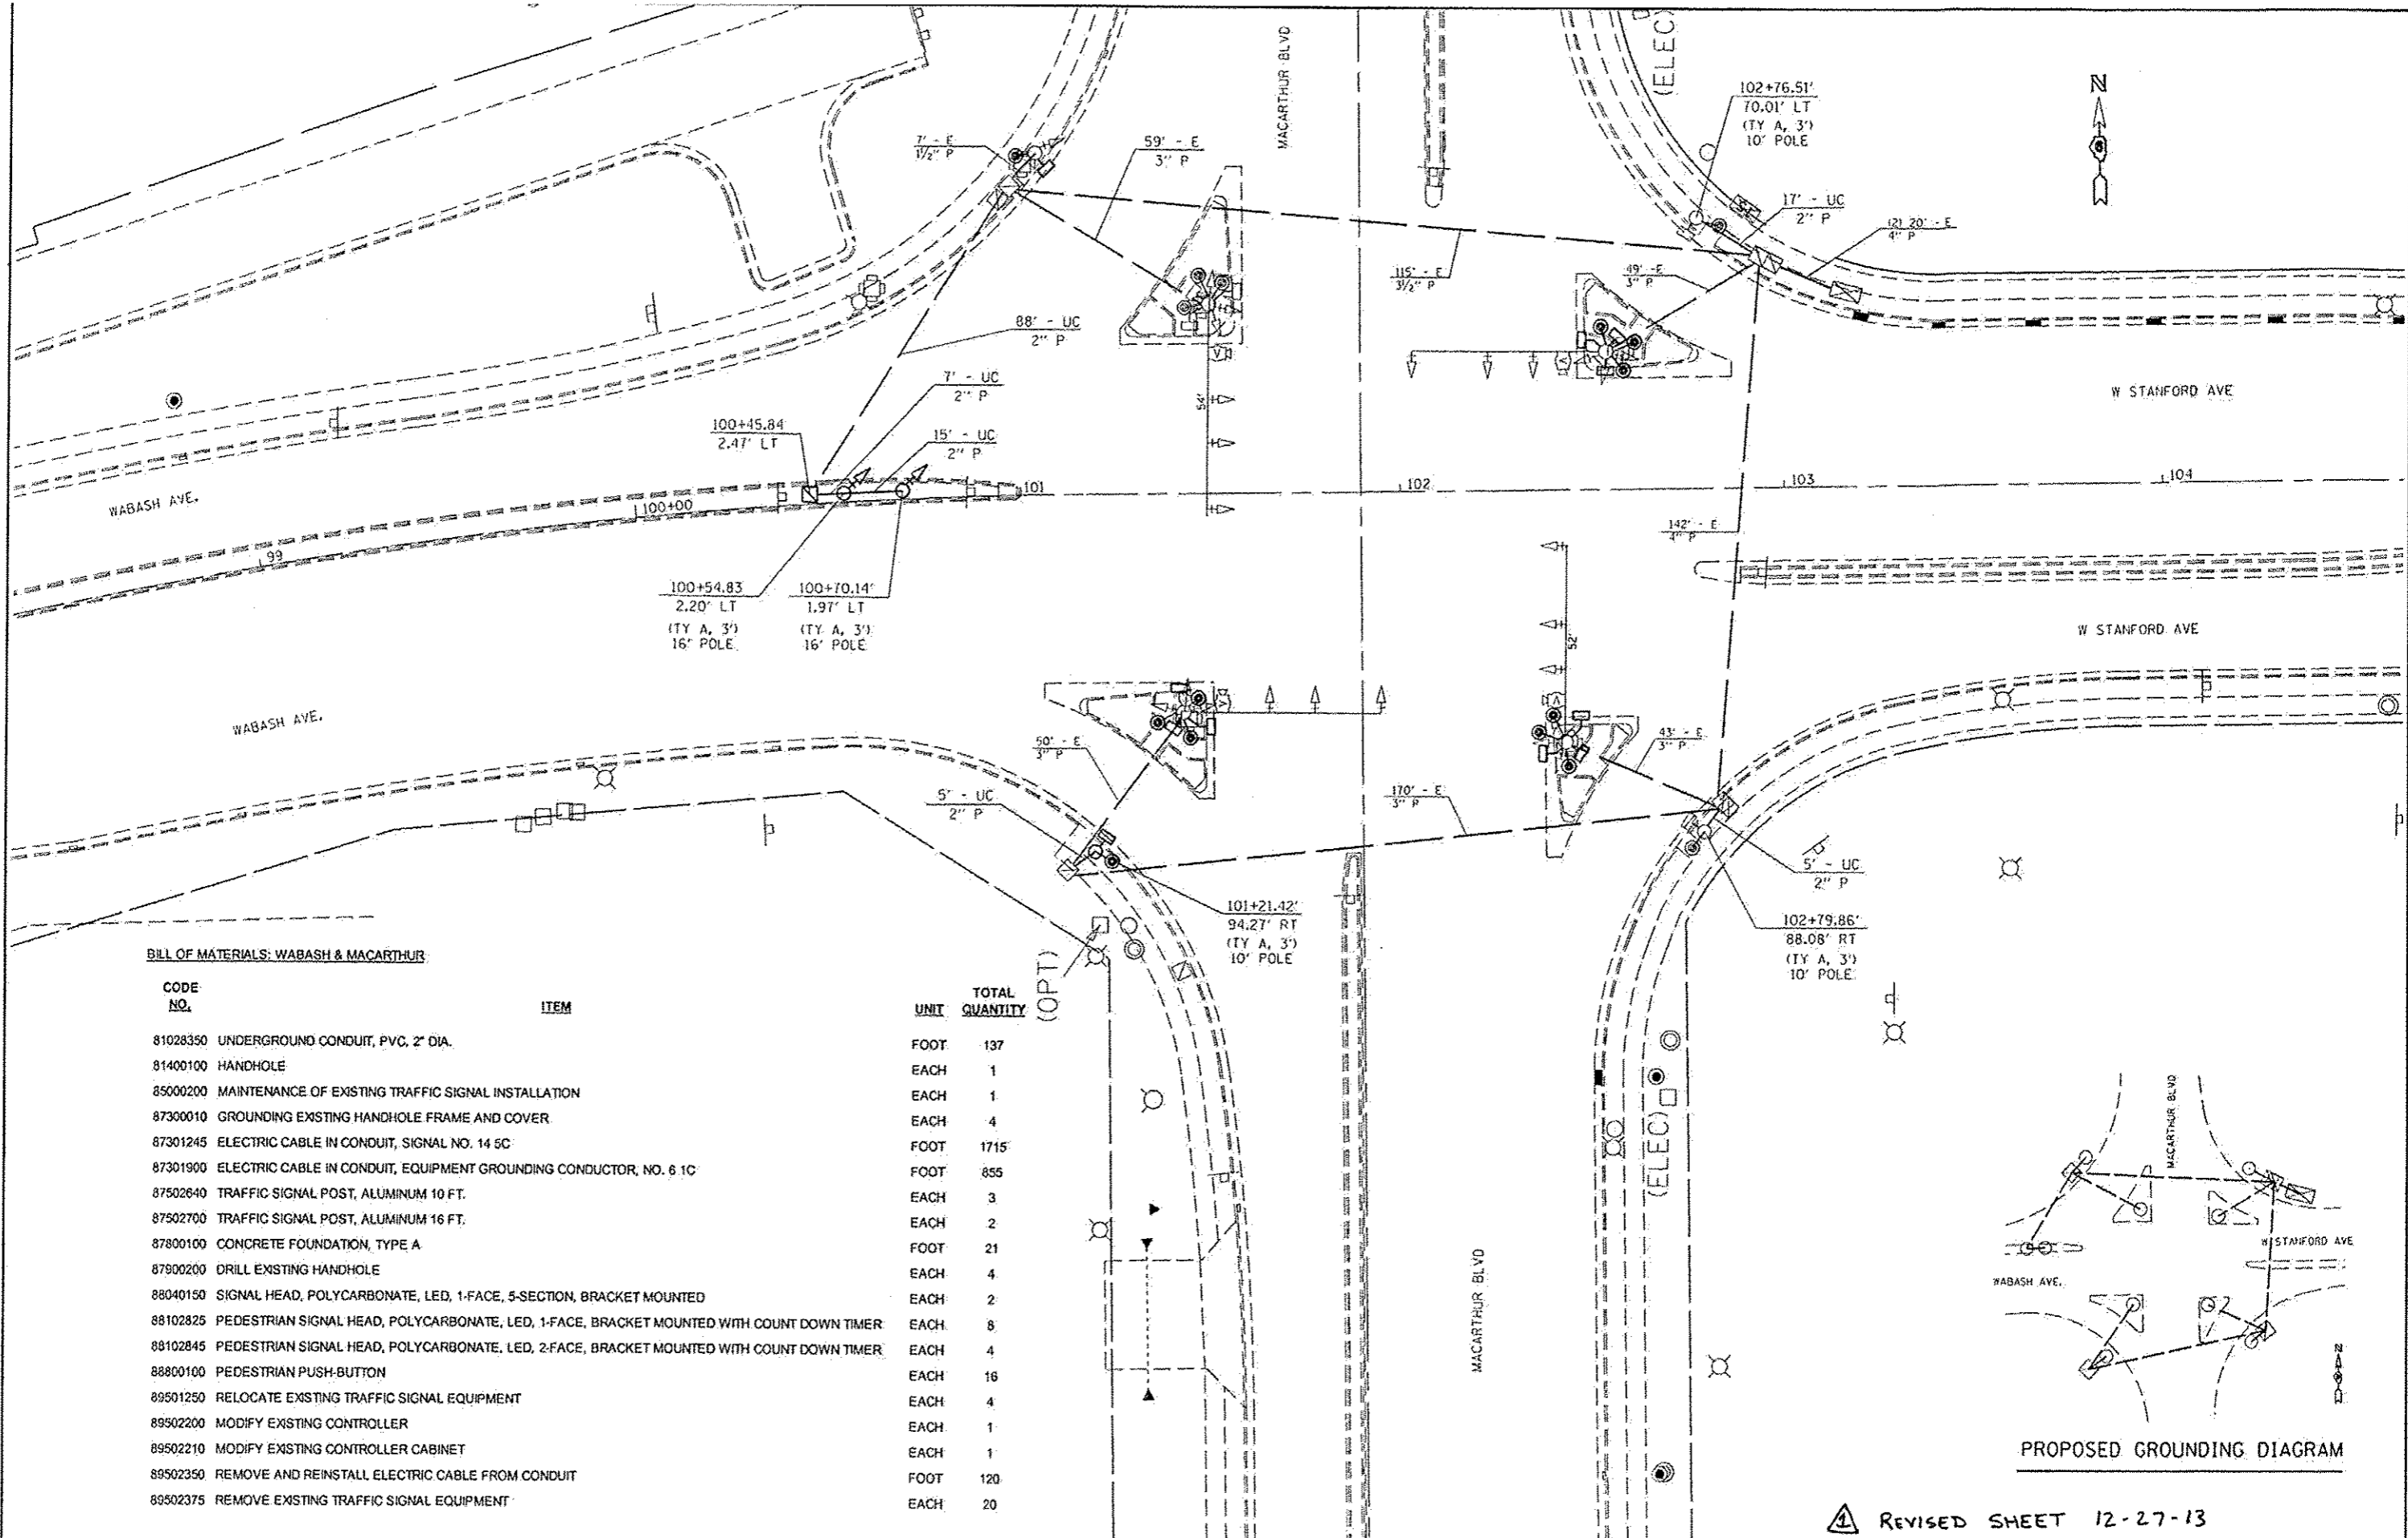 MACARTHUR BLVD
(ELEC)
N
102+76.51'
70.01' LT
(TY A, 3')
10' POLE
7' - E
1½" P
59' - E
3" P
17' - UC
2" P
(2) 20' - E
4" P
115' - E
3½" P
49' - E
3" P
88' - UC
2" P
7' - UC
2" P
15' - UC
2" P
54'
W STANFORD AVE
100+45.84
2.47' LT
WABASH AVE.
99
100+00
101
102
103
104
142' - E
4" P
100+54.83
2.20' LT
(TY A, 3')
16' POLE
100+70.14'
1.97' LT
(TY A, 3')
16' POLE
52'
W STANFORD AVE
WABASH AVE.
50' - E
3" P
43' - E
3" P
5' - UC
2" P
170' - E
3" P
5' - UC
2" P
101+21.42'
94.27' RT
(TY A, 3')
10' POLE
102+79.86'
88.08' RT
(TY A, 3')
10' POLE
(OPT)
(ELEC)
MACARTHUR BLVD
BILL OF MATERIALS: WABASH & MACARTHUR
CODE NO. ITEM UNIT TOTAL QUANTITY
81028350 UNDERGROUND CONDUIT, PVC, 2" DIA. FOOT 137
81400100 HANDHOLE EACH 1
85000200 MAINTENANCE OF EXISTING TRAFFIC SIGNAL INSTALLATION EACH 1
87300010 GROUNDING EXISTING HANDHOLE FRAME AND COVER EACH 4
87301245 ELECTRIC CABLE IN CONDUIT, SIGNAL NO. 14 5C FOOT 1715
87301900 ELECTRIC CABLE IN CONDUIT, EQUIPMENT GROUNDING CONDUCTOR, NO. 6 1C FOOT 855
87502640 TRAFFIC SIGNAL POST, ALUMINUM 10 FT. EACH 3
87502700 TRAFFIC SIGNAL POST, ALUMINUM 16 FT. EACH 2
87800100 CONCRETE FOUNDATION, TYPE A FOOT 21
87900200 DRILL EXISTING HANDHOLE EACH 4
88040150 SIGNAL HEAD, POLYCARBONATE, LED, 1-FACE, 5-SECTION, BRACKET MOUNTED EACH 2
88102825 PEDESTRIAN SIGNAL HEAD, POLYCARBONATE, LED, 1-FACE, BRACKET MOUNTED WITH COUNT DOWN TIMER EACH 8
88102845 PEDESTRIAN SIGNAL HEAD, POLYCARBONATE, LED, 2-FACE, BRACKET MOUNTED WITH COUNT DOWN TIMER EACH 4
88800100 PEDESTRIAN PUSH-BUTTON EACH 16
89501250 RELOCATE EXISTING TRAFFIC SIGNAL EQUIPMENT EACH 4
89502200 MODIFY EXISTING CONTROLLER EACH 1
89502210 MODIFY EXISTING CONTROLLER CABINET EACH 1
89502350 REMOVE AND REINSTALL ELECTRIC CABLE FROM CONDUIT FOOT 120
89502375 REMOVE EXISTING TRAFFIC SIGNAL EQUIPMENT EACH 20
MACARTHUR BLVD
W STANFORD AVE
WABASH AVE.
N
PROPOSED GROUNDING DIAGRAM
1 REVISED SHEET 12-27-13